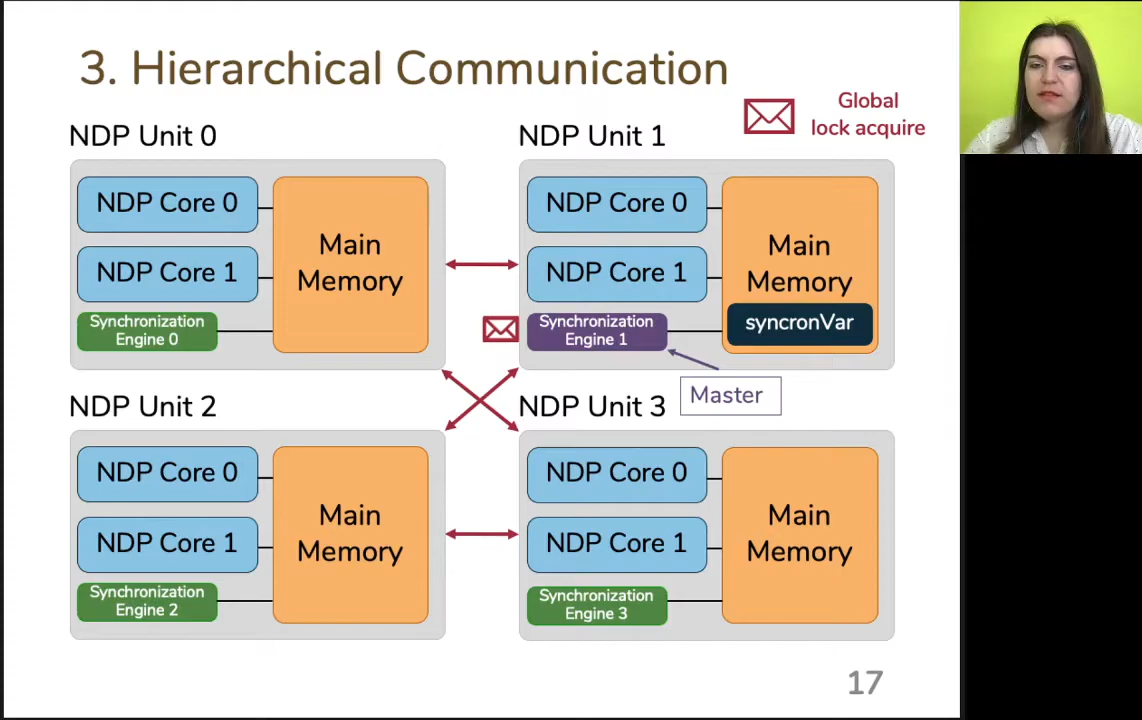 3. Hierarchical Communication
Global
lock acquire
NDP Unit 0
NDP Core 0
NDP Core 1
Synchronization
Engine 0
Main
Memory
NDP Unit 1
NDP Core 0
NDP Core 1
Synchronization
Engine 1
Main
Memory
syncronVar
Master
NDP Unit 2
NDP Core 0
NDP Core 1
Synchronization
Engine 2
Main
Memory
NDP Unit 3
NDP Core 0
NDP Core 1
Synchronization
Engine 3
Main
Memory
17